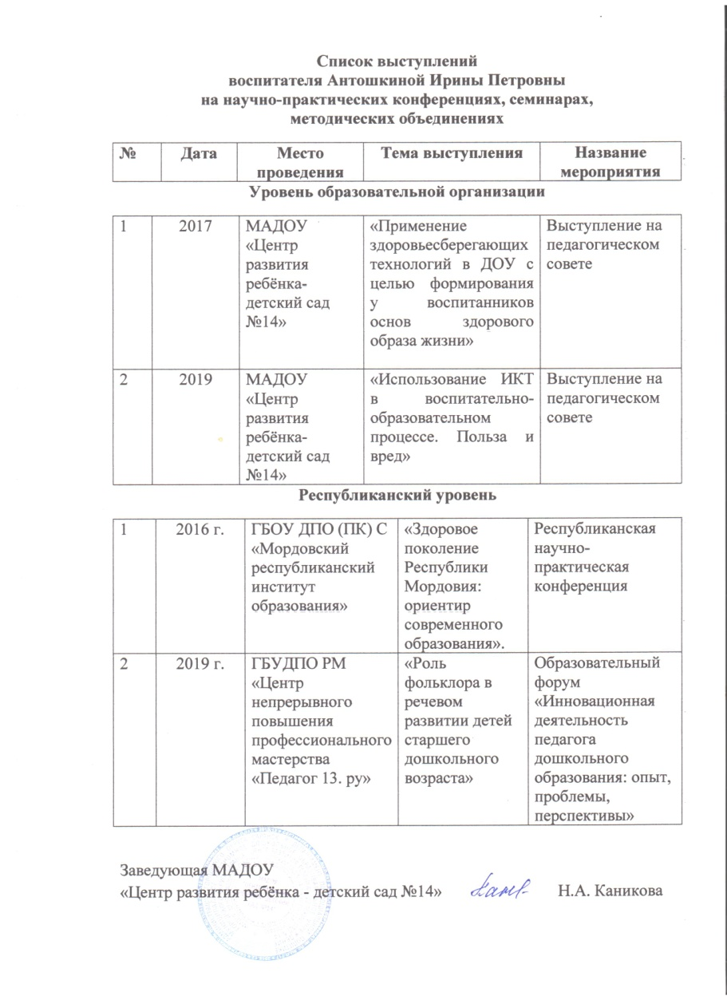 Список выступлений
воспитателя Антошкиной Ирины Петровны
на научно-практических конференциях, семинарах,
методических объединениях
№ Дата Место проведения Тема выступления Название мероприятия
Уровень образовательной организации
1 2017 МАДОУ «Центр развития ребёнка- детский сад №14» «Применение здоровьесберегающих технологий в ДОУ с целью формирования у воспитанников основ здорового образа жизни» Выступление на педагогическом совете
2 2019 МАДОУ «Центр развития ребёнка- детский сад №14» «Использование ИКТ в воспитательно- образовательном процессе. Польза и вред» Выступление на педагогическом совете
Республиканский уровень
1 2016 г. ГБОУ ДПО (ПК) С «Мордовский республиканский институт образования» «Здоровое поколение Республики Мордовия: ориентир современного образования». Республиканская научно- практическая конференция
2 2019 г. ГБУДПО РМ «Центр непрерывного повышения профессионального мастерства «Педагог 13. ру» «Роль фольклора в речевом развитии детей старшего дошкольного возраста» Образовательный форум «Инновационная деятельность педагога дошкольного образования: опыт, проблемы, перспективы»
Заведующая МАДОУ
«Центр развития ребёнка - детский сад №14» Н.А. Каникова